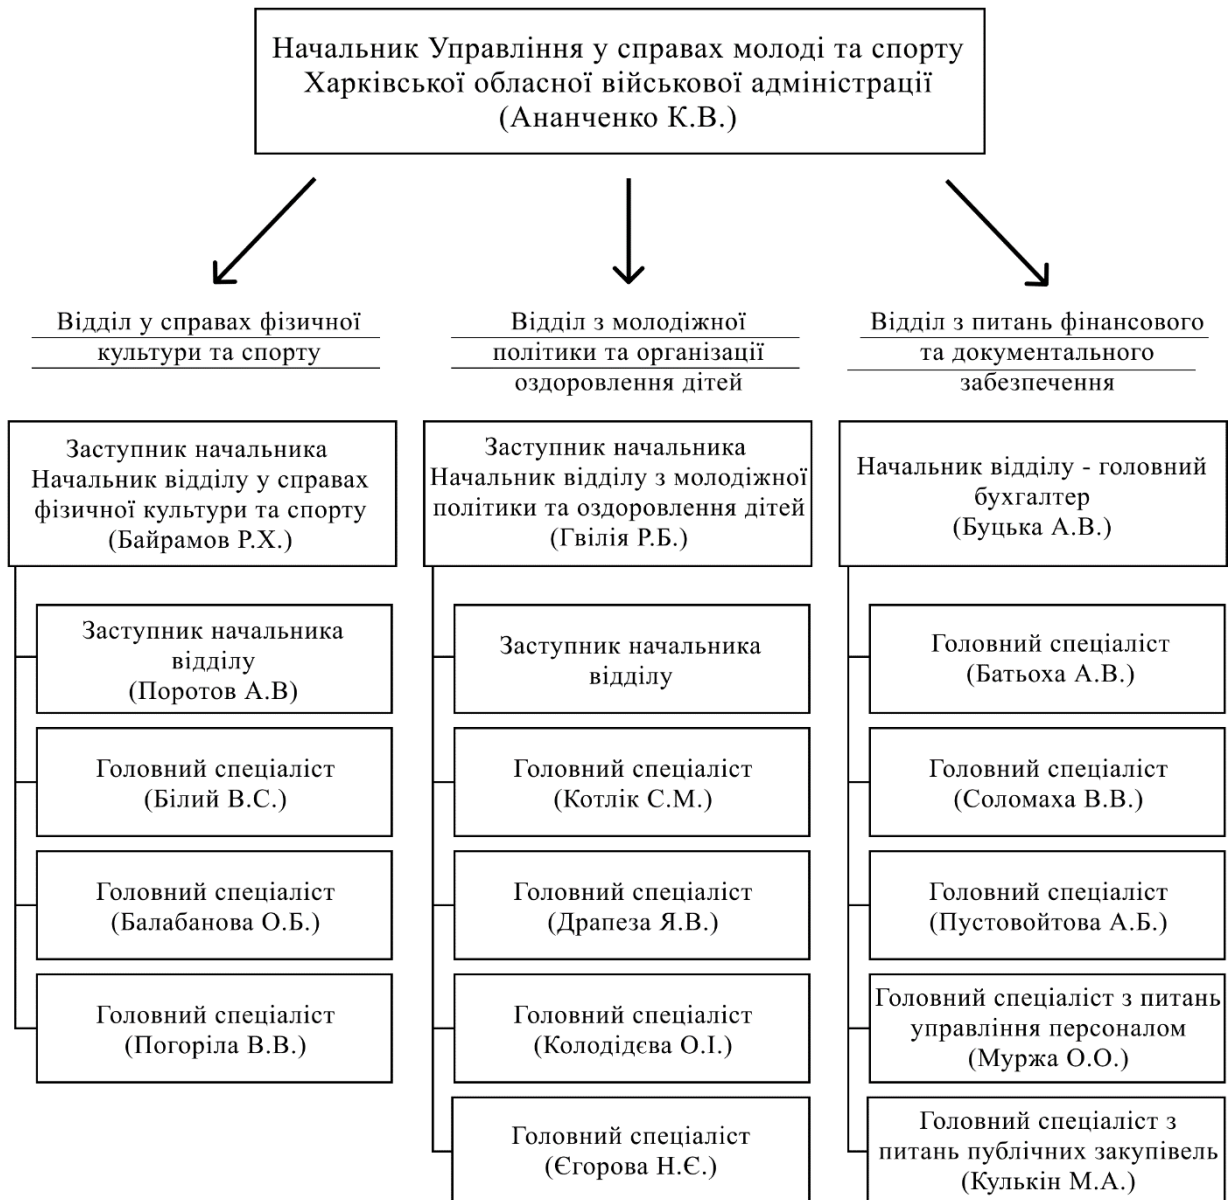 Начальник Управління у справах молоді та спорту
Харківської обласної військової адміністрації
(Ананченко К.В.)
Відділ у справах фізичної
культури та спорту
Відділ з молодіжної
політики та організації
оздоровлення дітей
Відділ з питань фінансового
та документального
забезпечення
Заступник начальника
Начальник відділу у справах
фізичної культури та спорту
(Байрамов Р.Х.)
Заступник начальника
відділу
(Поротов А.В)
Головний спеціаліст
(Білий В.С.)
Головний спеціаліст
(Балабанова О.Б.)
Головний спеціаліст
(Погоріла В.В.)
Заступник начальника
Начальник відділу з молодіжної
політики та оздоровлення дітей
(Гвілія Р.Б.)
Заступник начальника
відділу
Головний спеціаліст
(Котлік С.М.)
Головний спеціаліст
(Драпеза Я.В.)
Головний спеціаліст
(Колодідєва О.І.)
Головний спеціаліст
(Єгорова Н.Є.)
Начальник відділу - головний
бухгалтер
(Буцька А.В.)
Головний спеціаліст
(Батьоха А.В.)
Головний спеціаліст
(Соломаха В.В.)
Головний спеціаліст
(Пустовойтова А.Б.)
Головний спеціаліст з питань
управління персоналом
(Муржа О.О.)
Головний спеціаліст з
питань публічних закупівель
(Кулькін М.А.)